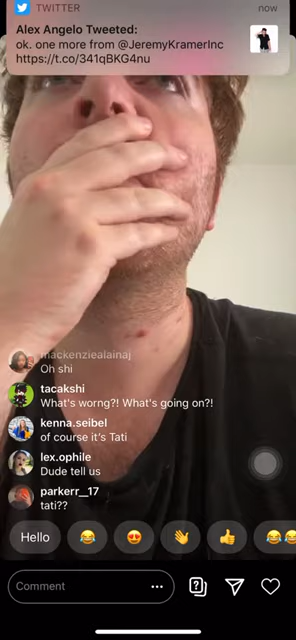 TWITTER
now
Alex Angelo Tweeted:
ok. one more from @JeremyKramerInc
https://t.co/341qBKG4nu
mackenziealainaj
Oh shi
tacakshi
What's worng?! What's going on?!
kenna.seibel
of course it's Tati
lex.ophile
Dude tell us
parkerr__17
tati??
Hello
Comment